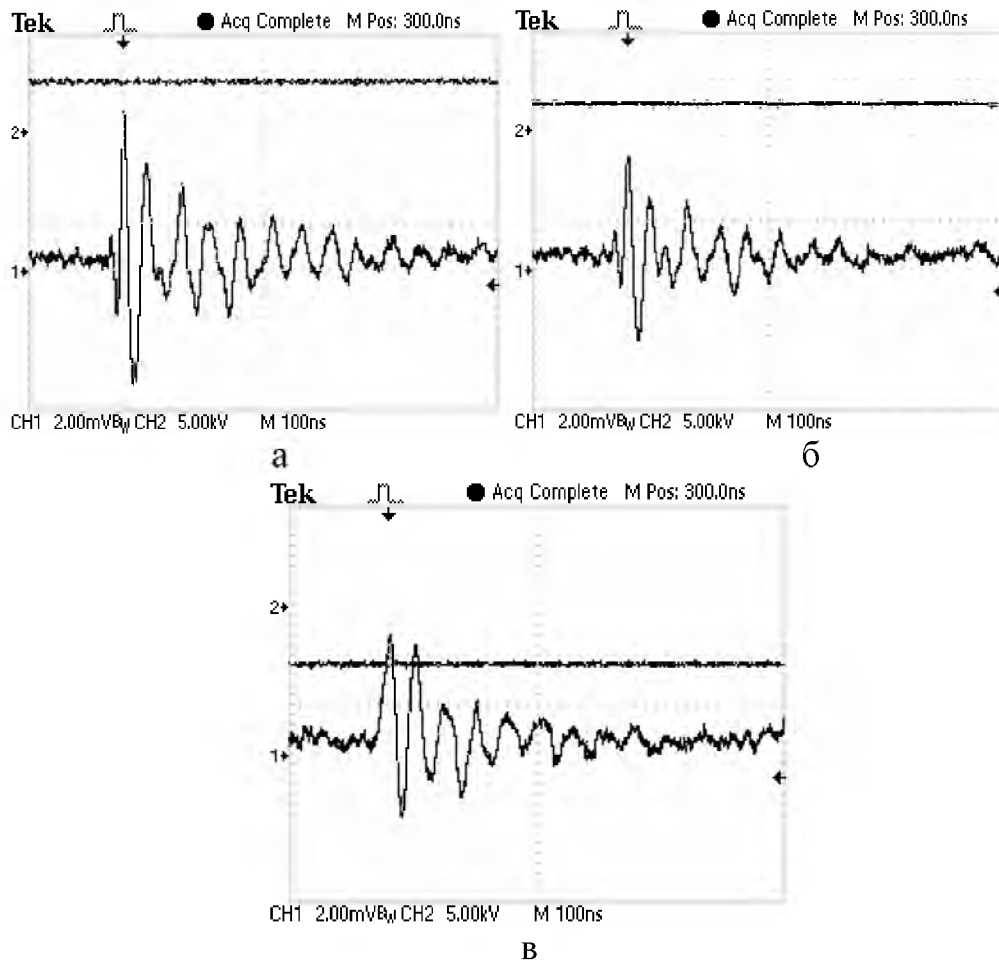 Tek ● Acq Complete M Pos: 300.0ns
2
1
CH1 2.00mVBW CH2 5.00kV M 100ns
а
Tek ● Acq Complete M Pos: 300.0ns
2
1
CH1 2.00mVBW CH2 5.00kV M 100ns
б
Tek ● Acq Complete M Pos: 300.0ns
2
1
CH1 2.00mVBW CH2 5.00kV M 100ns
в